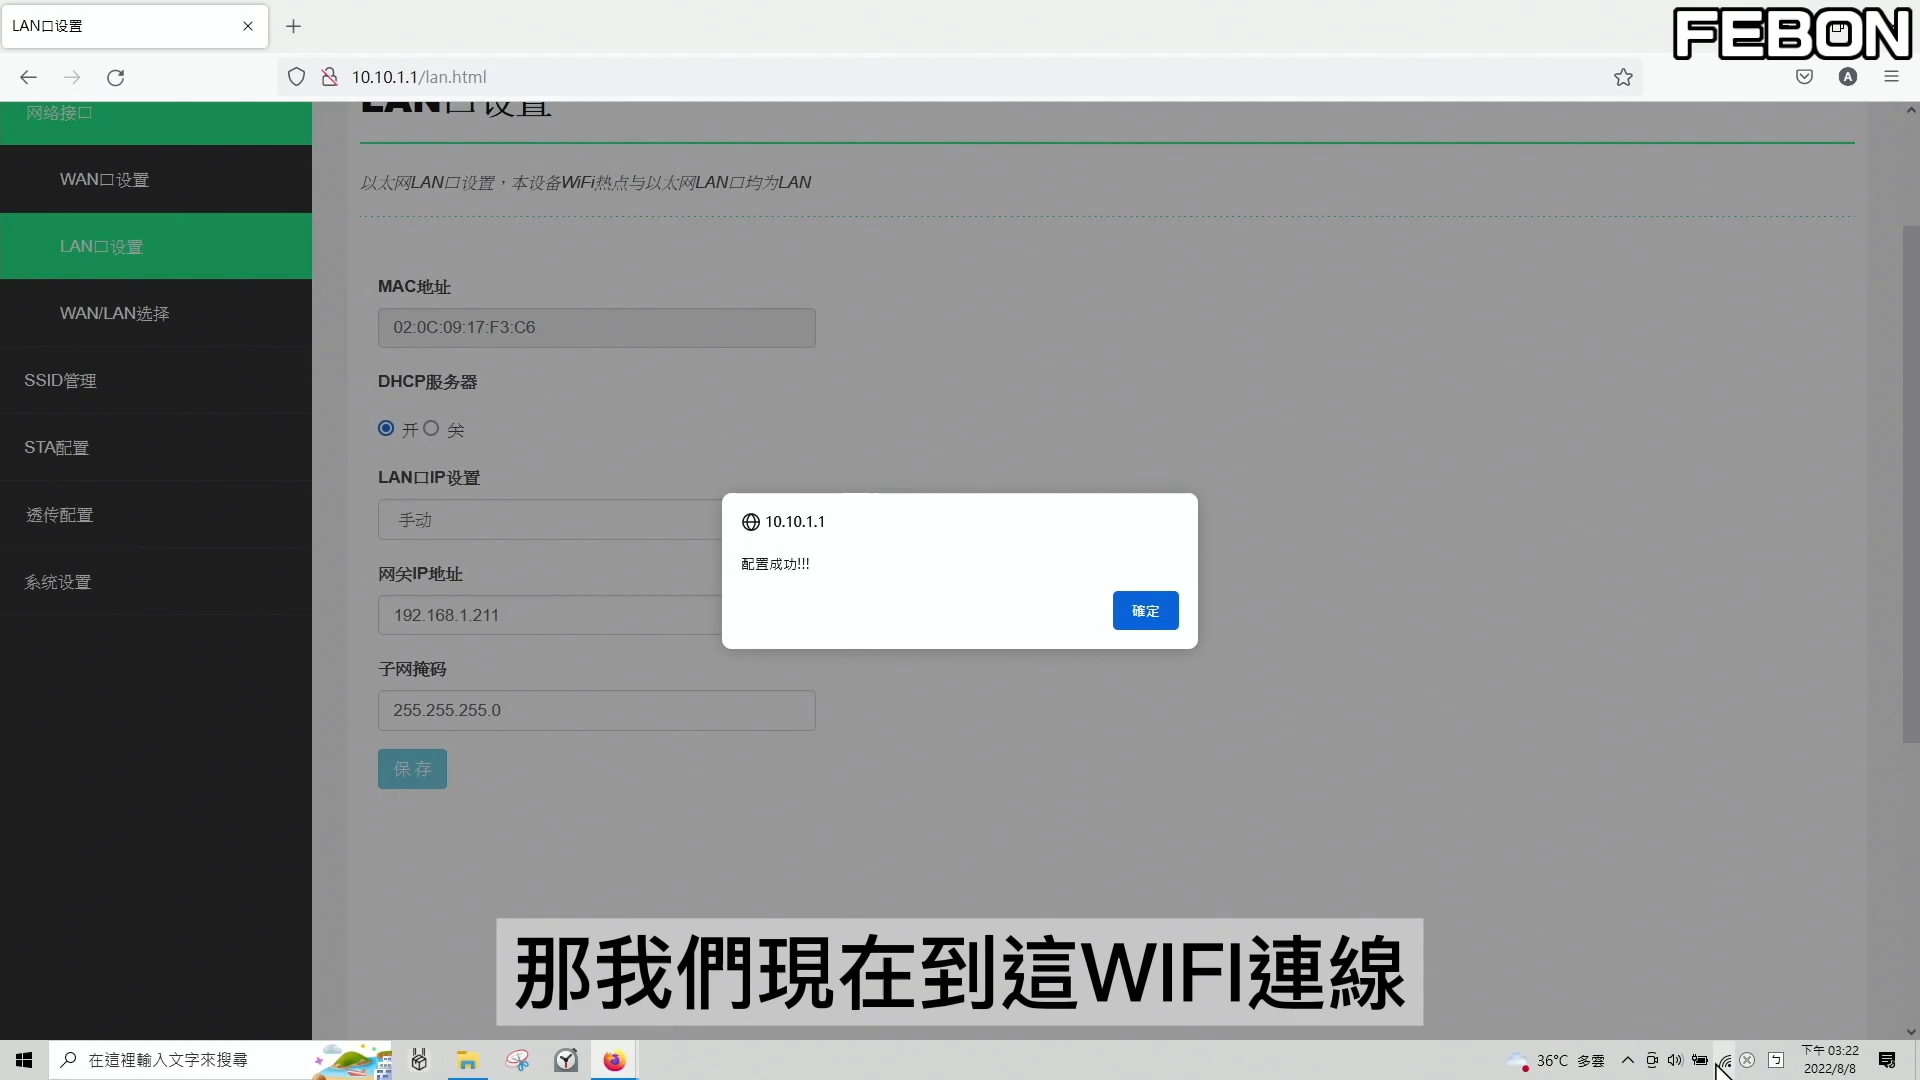 LAN口设置
FEBON
10.10.1.1/lan.html
A
网络接口
WAN口设置
LAN口设置
WAN/LAN选择
SSID管理
STA配置
透传配置
系统设置
LAN口设置
以太网LAN口设置，本设备WiFi热点与以太网LAN口均为LAN
MAC地址
02:0C:09:17:F3:C6
DHCP服务器
开 关
LAN口IP设置
手动
网关IP地址
192.168.1.211
子网掩码
255.255.255.0
保 存
10.10.1.1
配置成功!!!
確定
那我們現在到這WIFI連線
在這裡輸入文字來搜尋
36°C 多雲
下午 03:22
2022/8/8